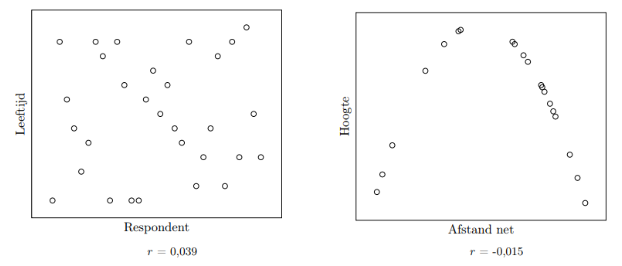 Leeftijd
Respondent
r = 0,039
Hoogte
Afstand net
r = -0,015